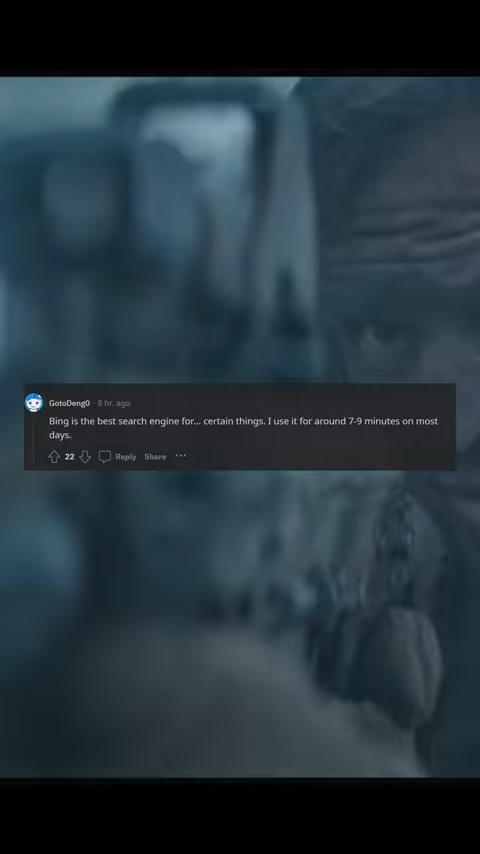 GotoDeng0 · 8 hr. ago
Bing is the best search engine for... certain things. I use it for around 7-9 minutes on most
days.
22 Reply Share ···